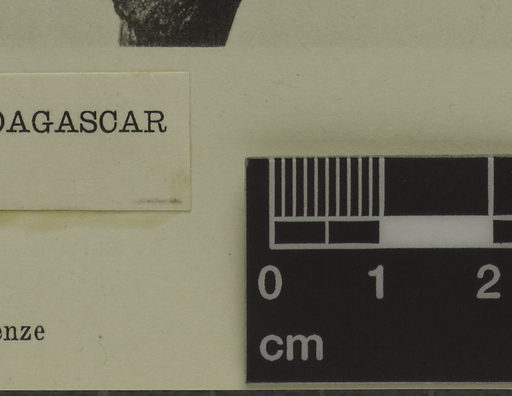 DAGASCAR
enze
0 1 2
cm